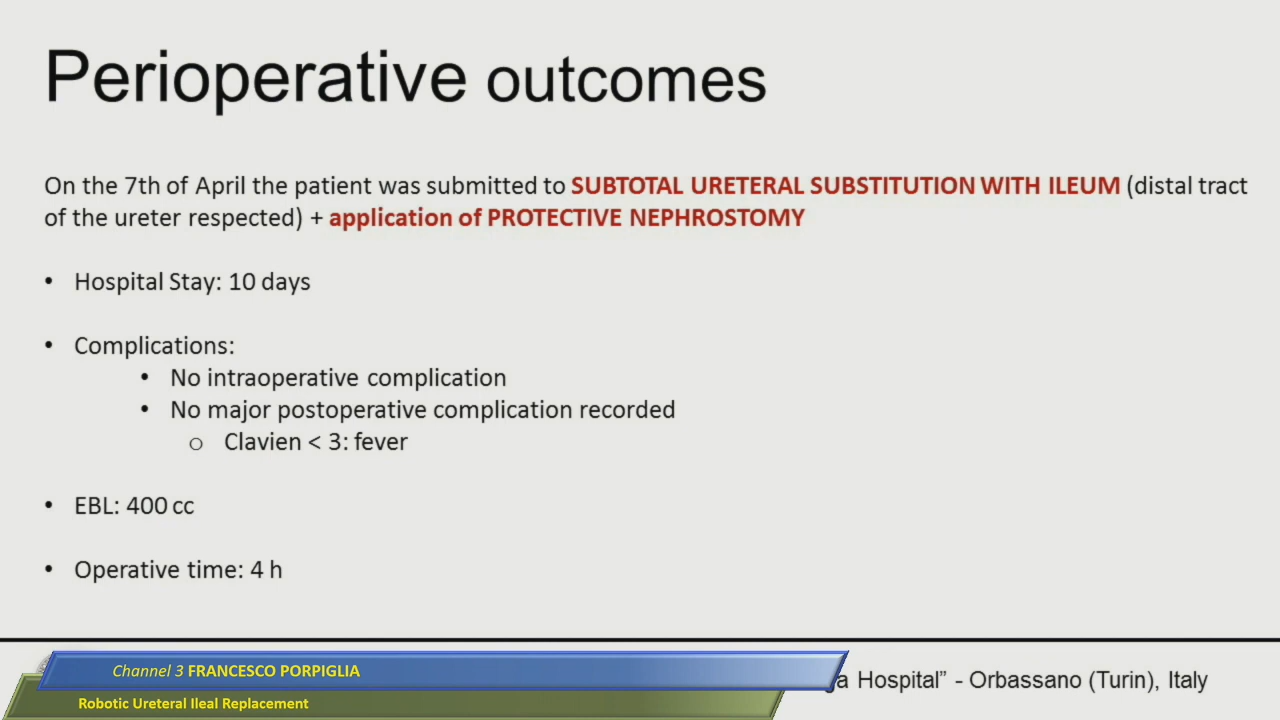 Perioperative outcomes
On the 7th of April the patient was submitted to SUBTOTAL URETERAL SUBSTITUTION WITH ILEUM (distal tract
of the ureter respected) + application of PROTECTIVE NEPHROSTOMY
• Hospital Stay: 10 days
• Complications:
• No intraoperative complication
• No major postoperative complication recorded
o Clavien < 3: fever
• EBL: 400 cc
• Operative time: 4 h
Channel 3 FRANCESCO PORPIGLIA
Hospital” - Orbassano (Turin), Italy
Robotic Ureteral Ileal Replacement